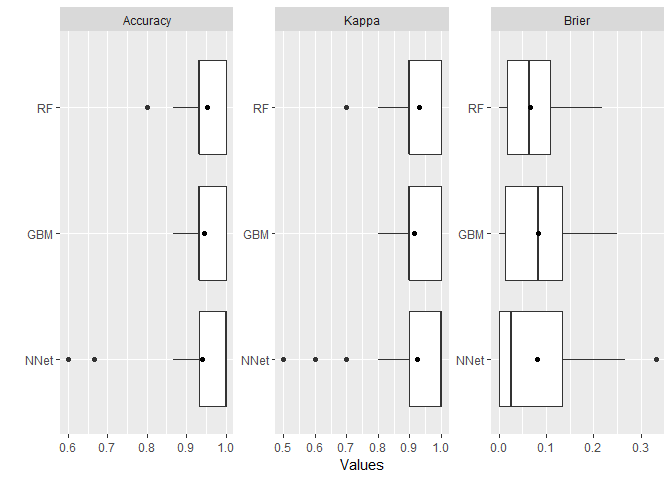 Accuracy Kappa Brier
RF RF RF
GBM GBM GBM
NNet NNet NNet
0.6 0.7 0.8 0.9 1.0 0.5 0.6 0.7 0.8 0.9 1.0 0.0 0.1 0.2 0.3
Values